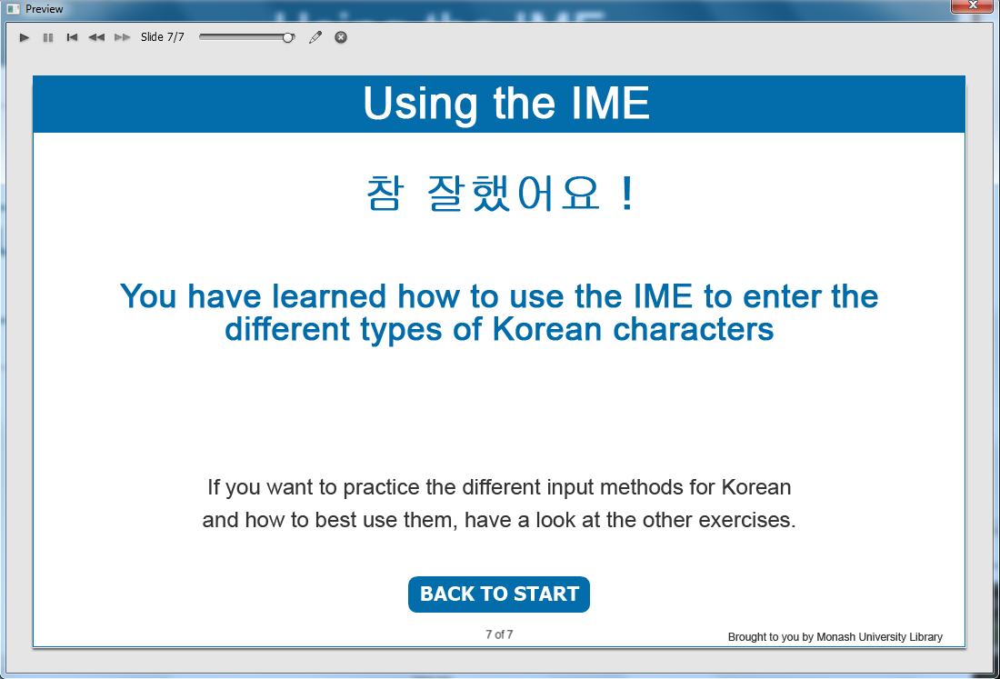 Preview
Slide 7/7
Using the IME
참 잘했어요 !
You have learned how to use the IME to enter the
different types of Korean characters
If you want to practice the different input methods for Korean
and how to best use them, have a look at the other exercises.
BACK TO START
7 of 7
Brought to you by Monash University Library